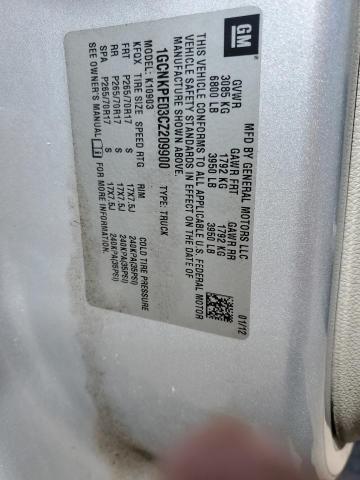 GM
MFD BY GENERAL MOTORS LLC
01/12
GVWR GAWR FRT GAWR RR
3085 KG 1792 KG 1792 KG
6800 LB 3950 LB 3950 LB
THIS VEHICLE CONFORMS TO ALL APPLICABLE U.S. FEDERAL MOTOR
VEHICLE SAFETY STANDARDS IN EFFECT ON THE DATE OF
MANUFACTURE SHOWN ABOVE.
1GCNKPE03CZ209900 TYPE: TRUCK
MODEL: K10903
KFOX TIRE SIZE SPEED RTG RIM COLD TIRE PRESSURE
FRT P265/70R17 S 17X7.5J 240KPA(35PSI)
RR P265/70R17 S 17X7.5J 240KPA(35PSI)
SPA P265/70R17 S 17X7.5J 240KPA(35PSI)
SEE OWNER'S MANUAL FOR MORE INFORMATION.